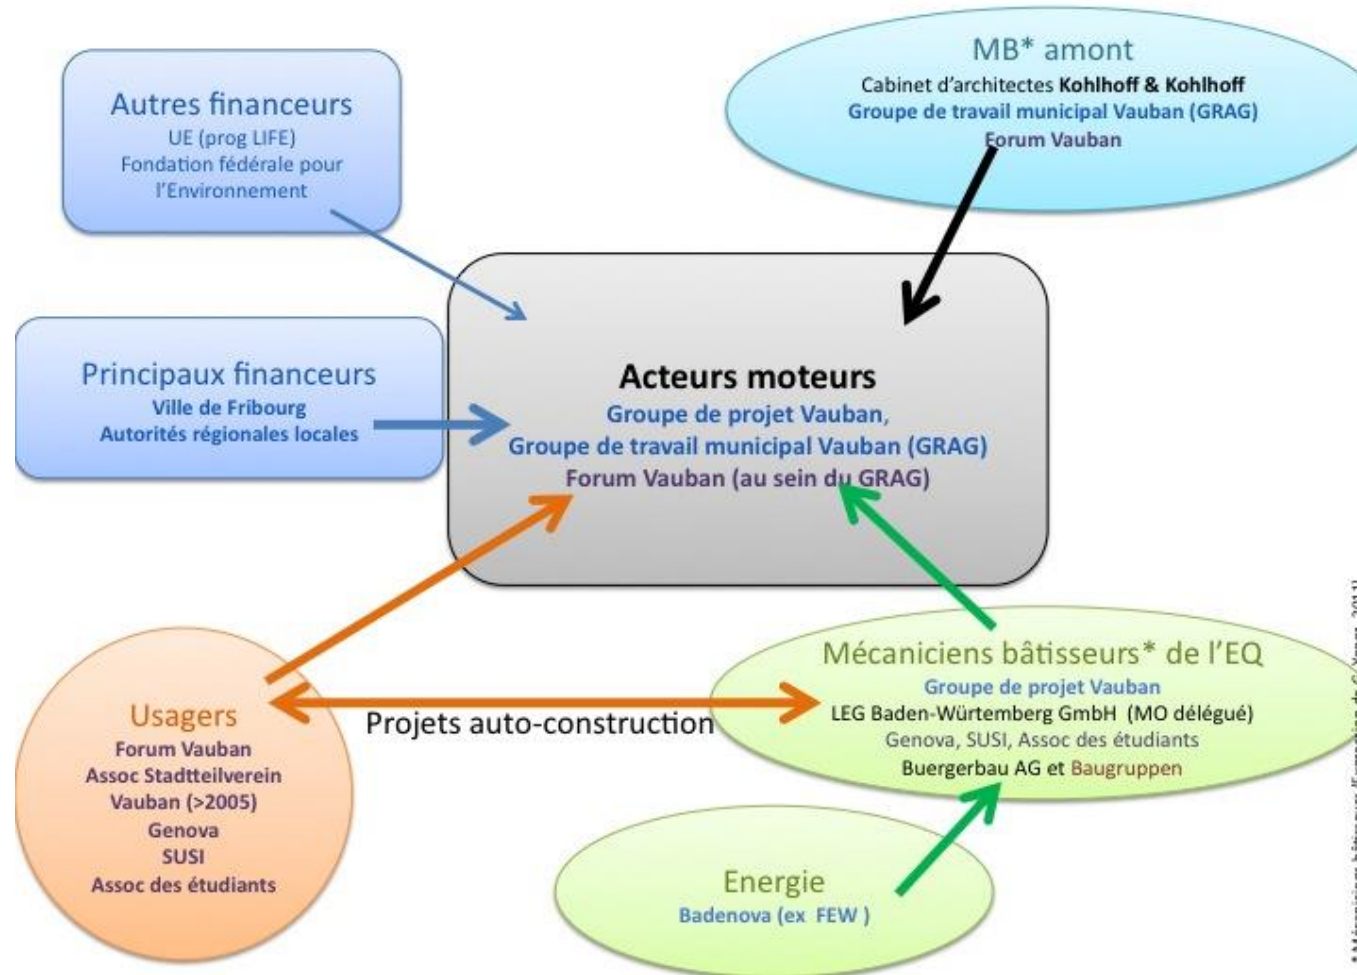 Autres financeurs
UE (prog LIFE)
Fondation fédérale pour
l'Environnement
MB* amont
Cabinet d'architectes Kohlhoff & Kohlhoff
Groupe de travail municipal Vauban (GRAG)
Forum Vauban
Principaux financeurs
Ville de Fribourg
Autorités régionales locales
Acteurs moteurs
Groupe de projet Vauban,
Groupe de travail municipal Vauban (GRAG)
Forum Vauban (au sein du GRAG)
Usagers
Forum Vauban
Assoc Stadtteilverein
Vauban (>2005)
Genova
SUSI
Assoc des étudiants
Projets auto-construction
Mécaniciens bâtisseurs* de l'EQ
Groupe de projet Vauban
LEG Baden-Würtemberg GmbH (MO délégué)
Genova, SUSI, Assoc des étudiants
Buergerbau AG et Baugruppen
Energie
Badenova (ex FEW )